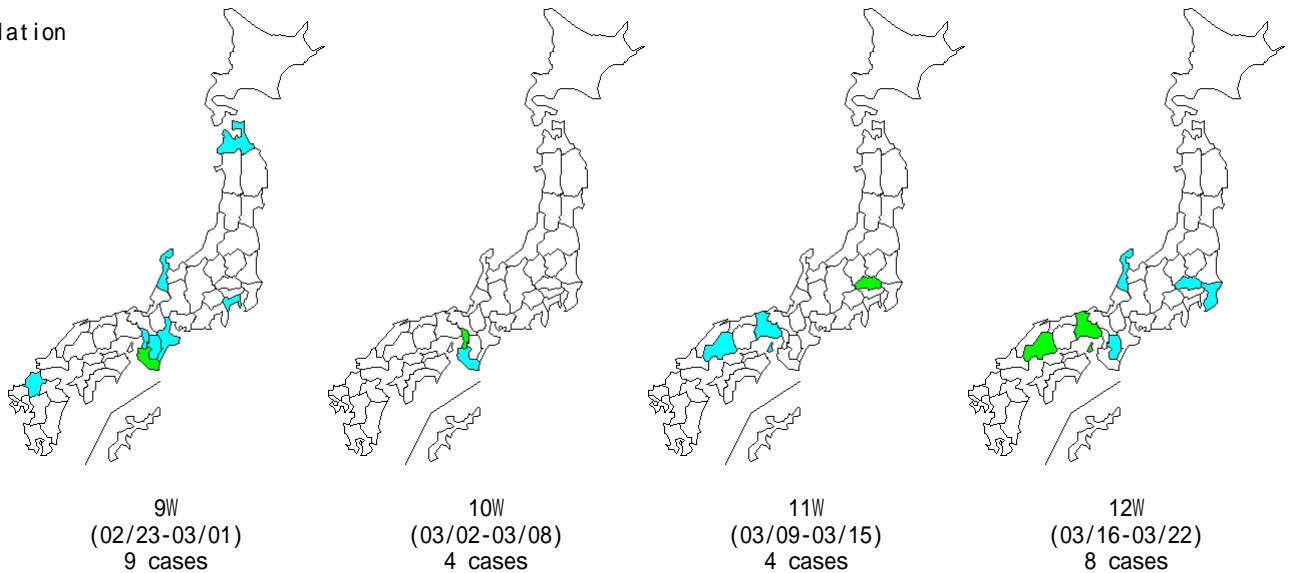 lation
9W
(02/23-03/01)
9 cases
10W
(03/02-03/08)
4 cases
11W
(03/09-03/15)
4 cases
12W
(03/16-03/22)
8 cases